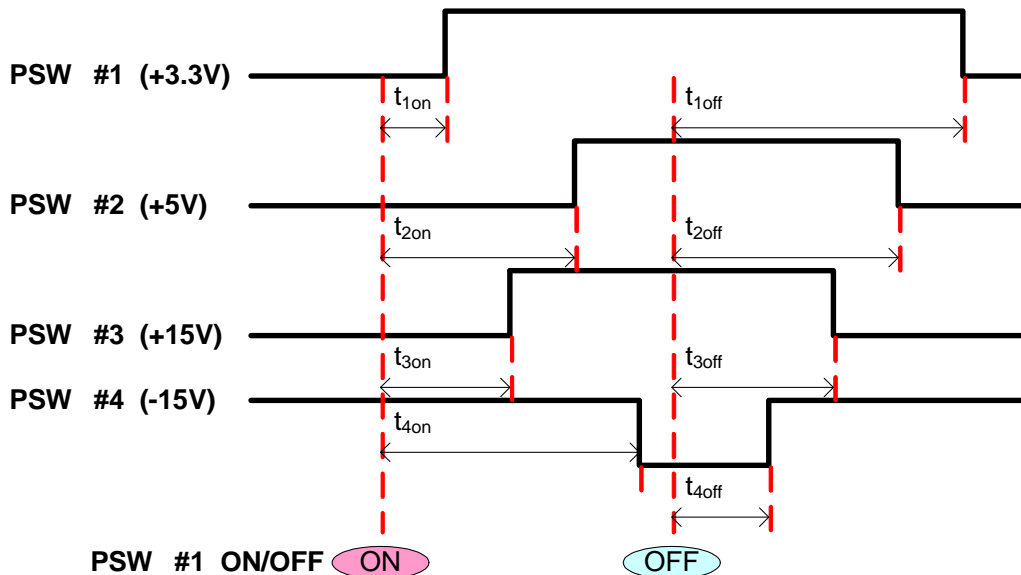 PSW #1 (+3.3V)
t1on
t1off
PSW #2 (+5V)
t2on
t2off
PSW #3 (+15V)
t3on
t3off
PSW #4 (-15V)
t4on
t4off
PSW #1 ON/OFF ON OFF